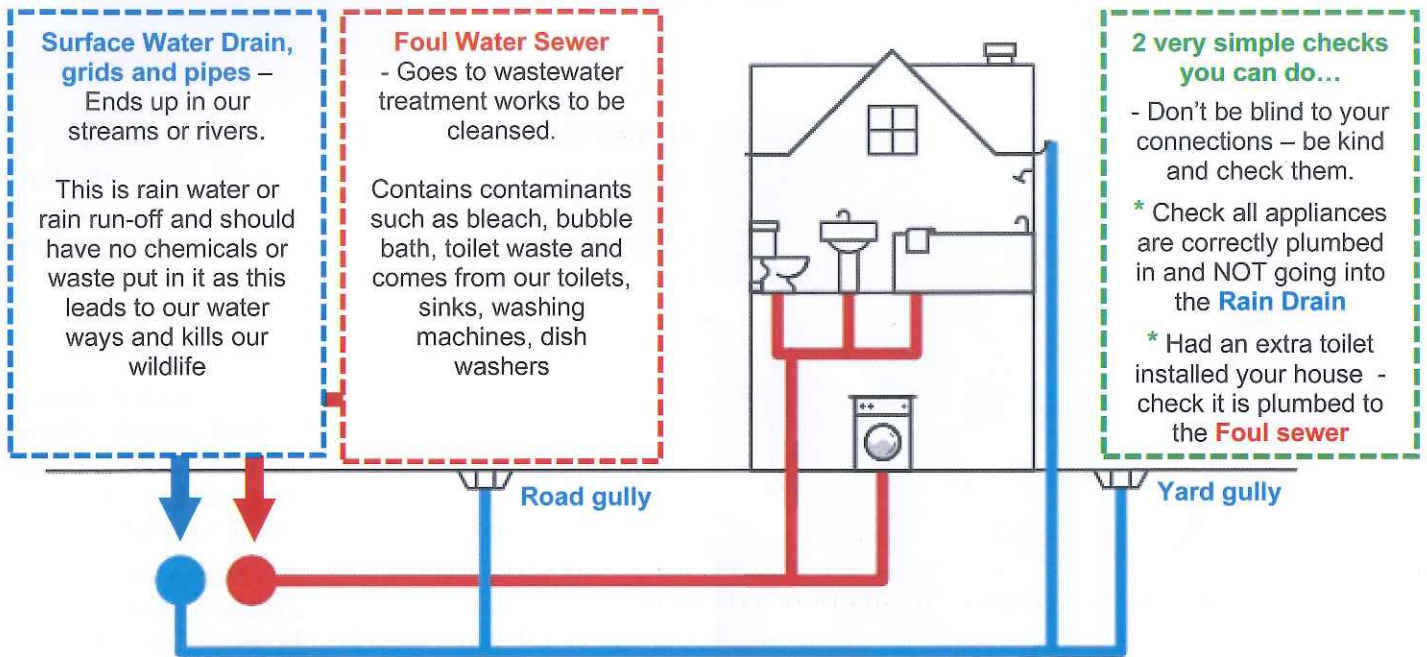 Surface Water Drain,
grids and pipes –
Ends up in our
streams or rivers.
This is rain water or
rain run-off and should
have no chemicals or
waste put in it as this
leads to our water
ways and kills our
wildlife
Foul Water Sewer
- Goes to wastewater
treatment works to be
cleansed.
Contains contaminants
such as bleach, bubble
bath, toilet waste and
comes from our toilets,
sinks, washing
machines, dish
washers
2 very simple checks
you can do…
- Don’t be blind to your
connections – be kind
and check them.
* Check all appliances
are correctly plumbed
in and NOT going into
the Rain Drain
* Had an extra toilet
installed your house -
check it is plumbed to
the Foul sewer
Road gully
Yard gully